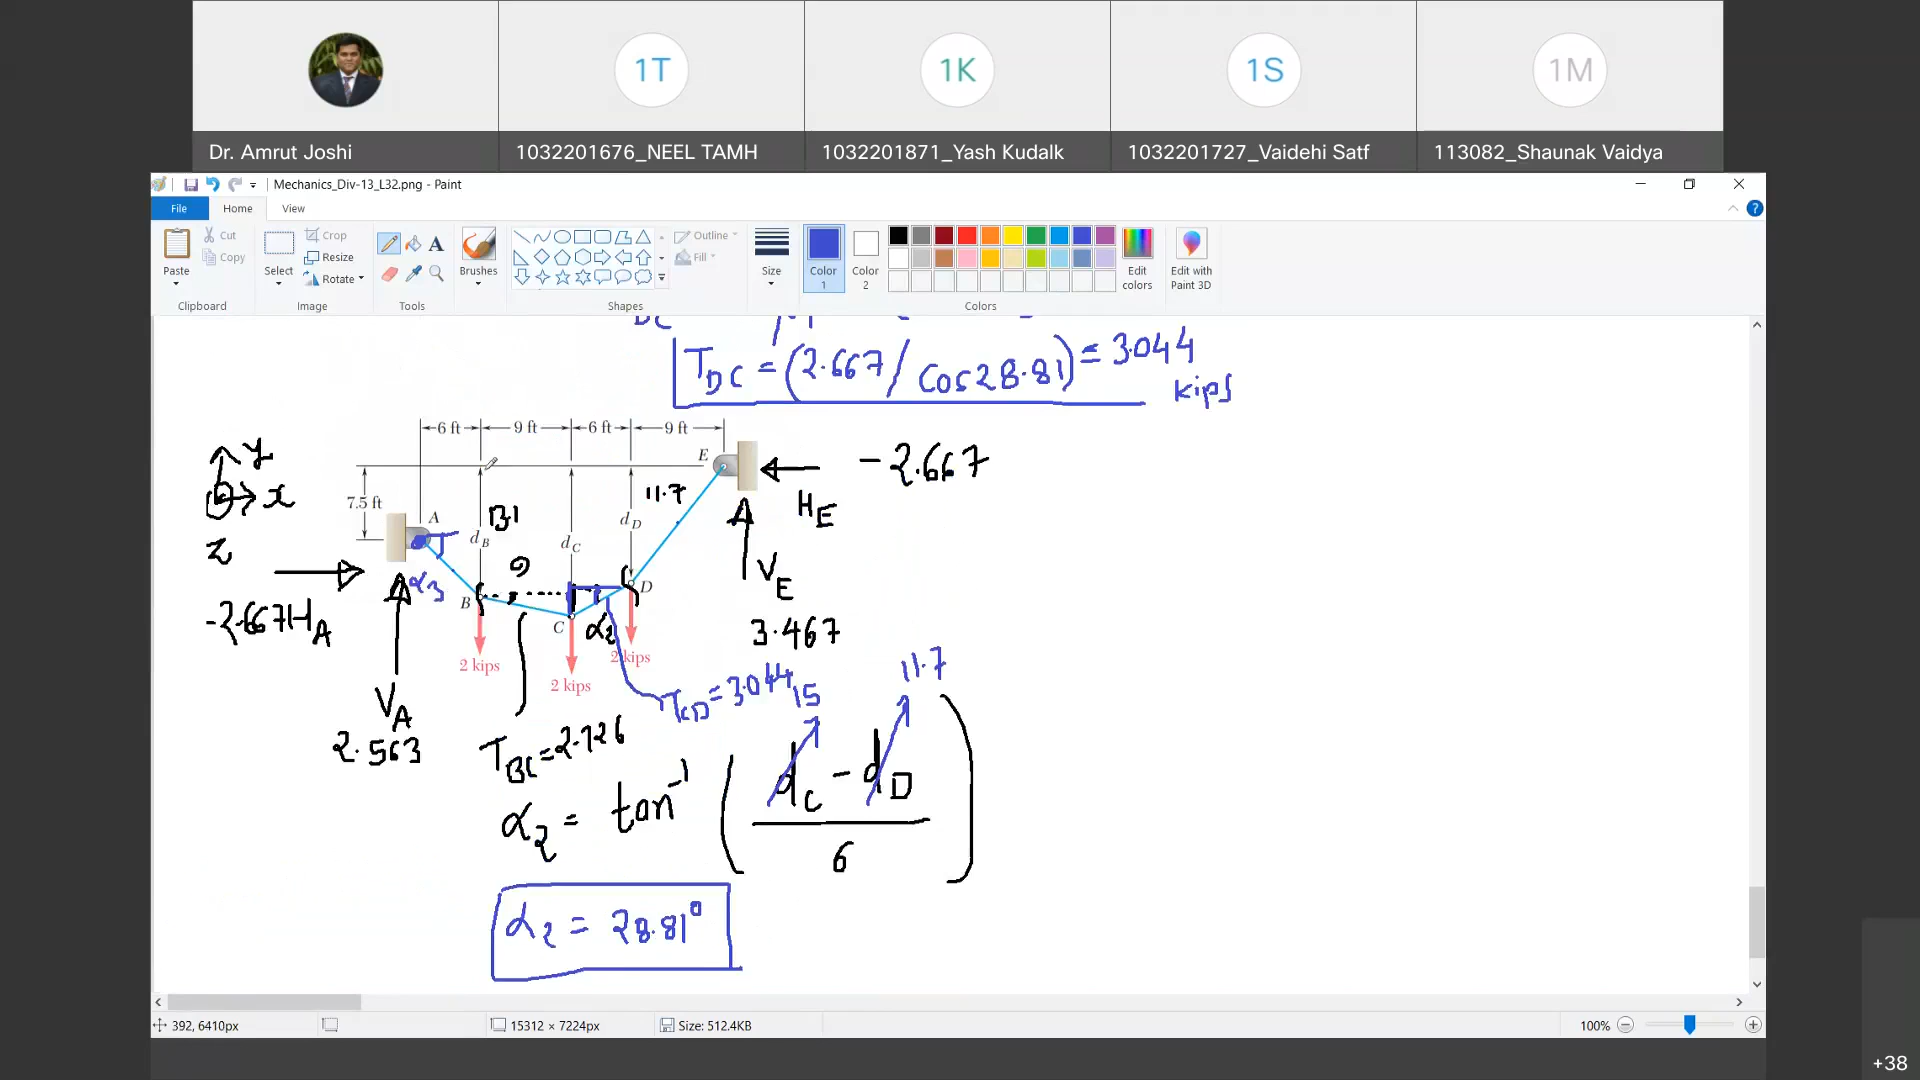 1T
1K
1S
1M
Dr. Amrut Joshi
1032201676_NEEL TAMH
1032201871_Yash Kudalk
1032201727_Vaidehi Satf
113082_Shaunak Vaidya
Mechanics_Div-13_L32.png - Paint
File Home View
Paste Cut Copy
Clipboard
Select Crop Resize Rotate
Image
A
Tools
Brushes
Outline Fill
Shapes
Size
Color 1
Color 2
Edit colors
Colors
Edit with Paint 3D
T_DC = (2.667/ Cos 28.81) = 3.044 kips
6 ft 9 ft 6 ft 9 ft
E
- 2.667
y
x
z
7.5 ft
A
d_B
d_C
d_D
11.7
H_E
α3
B
C
D
α2
V_E
3.467
-2.667 H_A
2 kips
2 kips
2 kips
V_A
2.563
T_BC = 2.726
T_CD = 3.044
15
11.7
α2 = tan⁻¹ ( d_C - d_D / 6 )
α2 = 28.81°
392, 6410px
15312 × 7224px
Size: 512.4KB
100%
+38